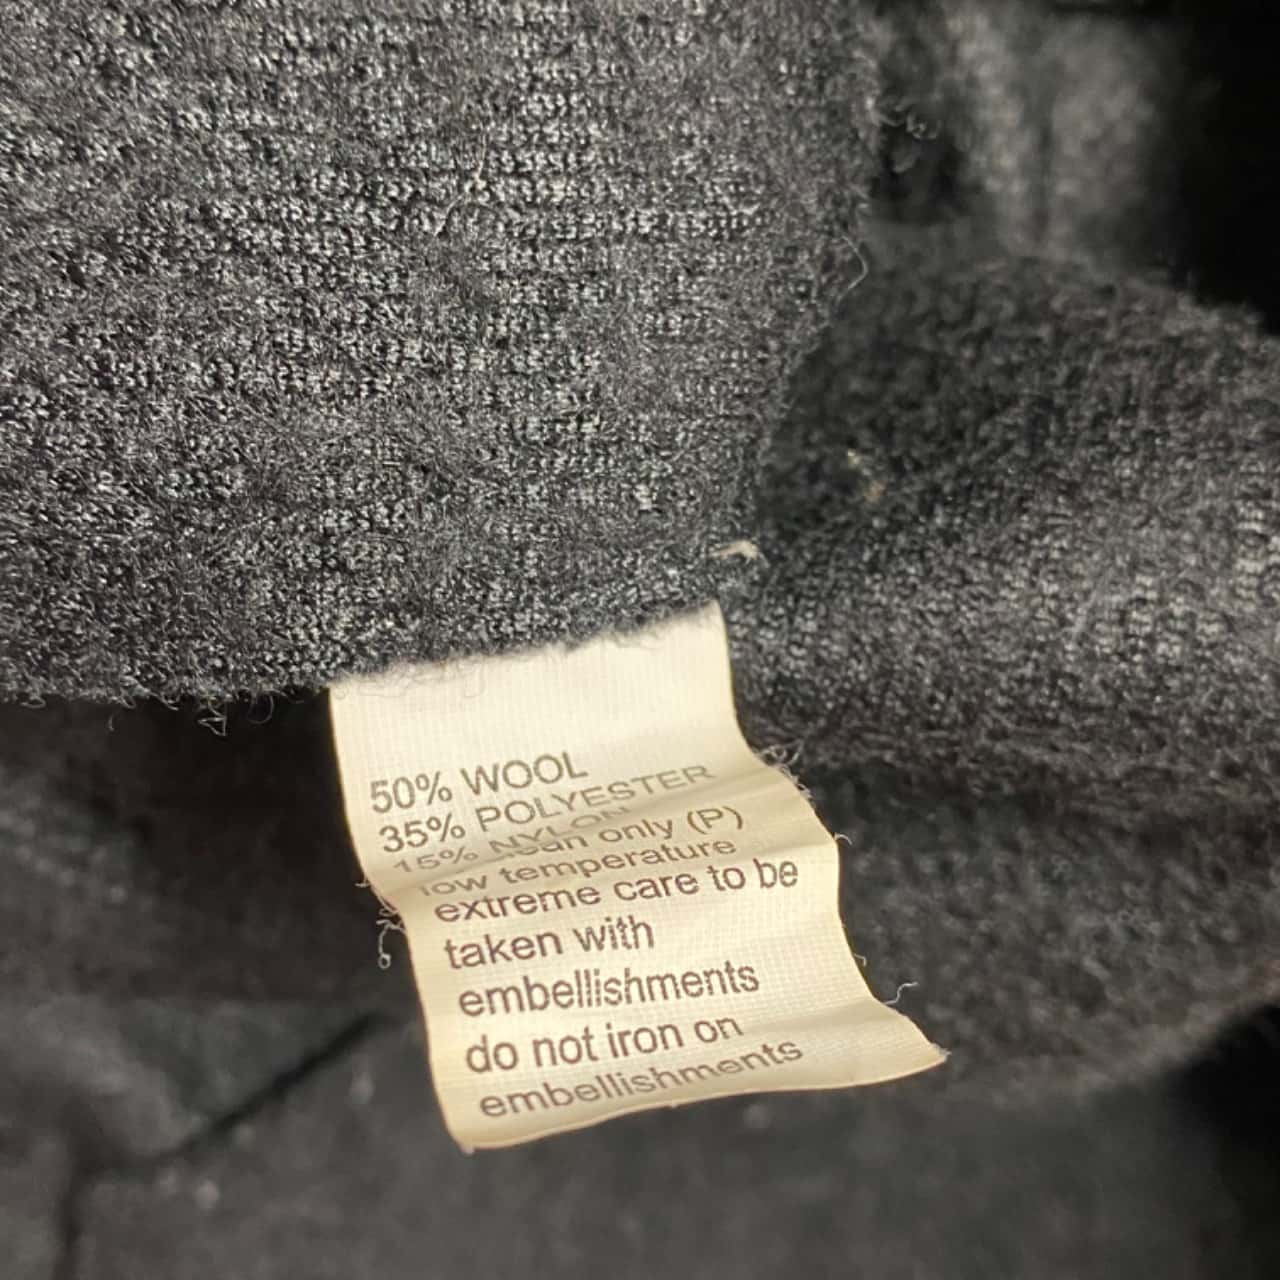 50% WOOL
35% POLYESTER
15% NYLON
only (P)
low temperature
extreme care to be
taken with
embellishments
do not iron on
embellishments